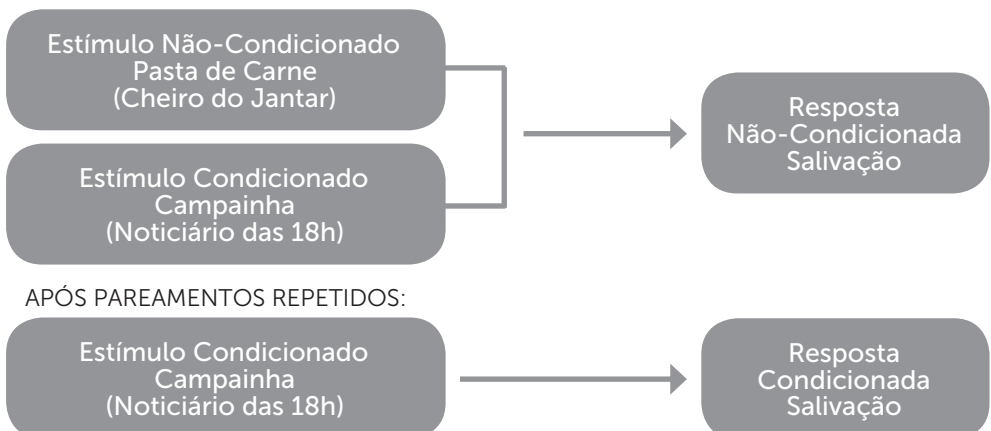 Estímulo Não-Condicionado
Pasta de Carne
(Cheiro do Jantar)
Resposta
Não-Condicionada
Salivação
Estímulo Condicionado
Campainha
(Noticiário das 18h)
APÓS PAREAMENTOS REPETIDOS:
Estímulo Condicionado
Campainha
(Noticiário das 18h)
Resposta
Condicionada
Salivação